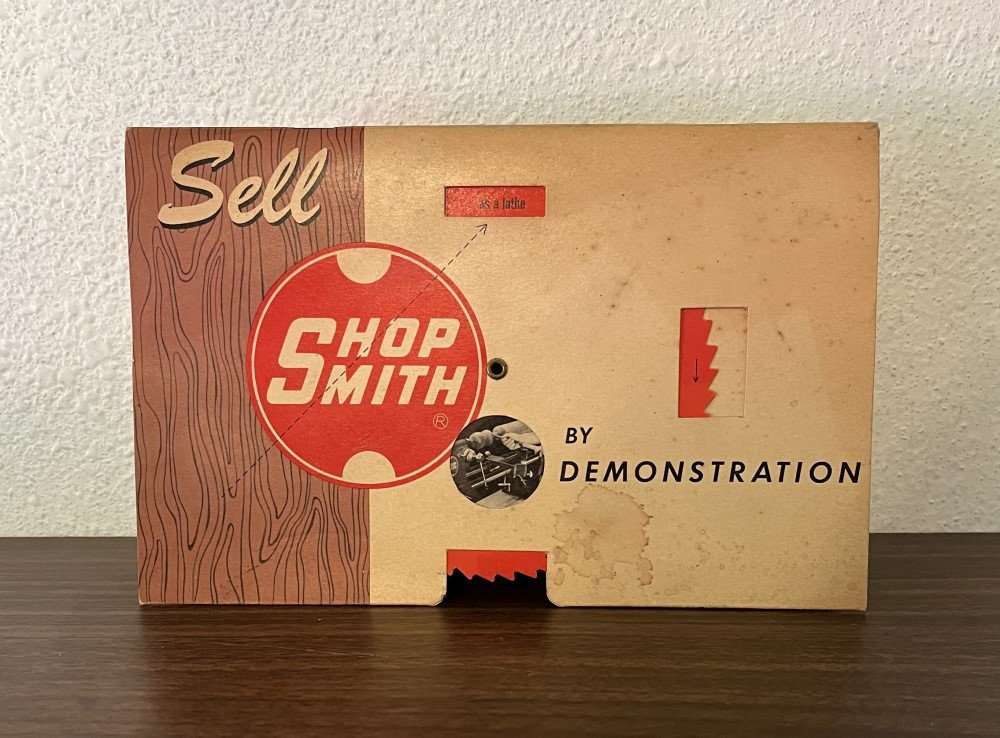 Sell
as a lathe
SHOP
SMITH
®
BY
DEMONSTRATION